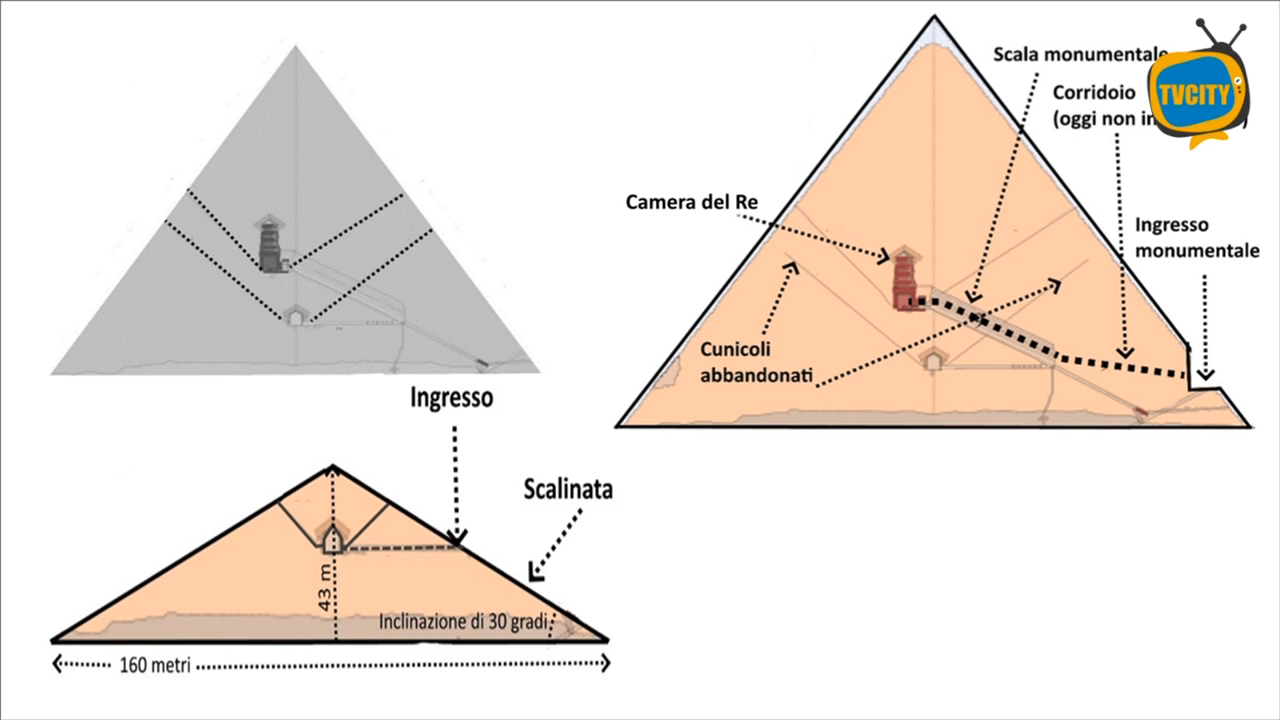 Scala monumentale
TVCITY
Corridoio
(oggi non in
Camera del Re
Ingresso
monumentale
Cunicoli
abbandonati
Ingresso
Scalinata
43 m
Inclinazione di 30 gradi
160 metri